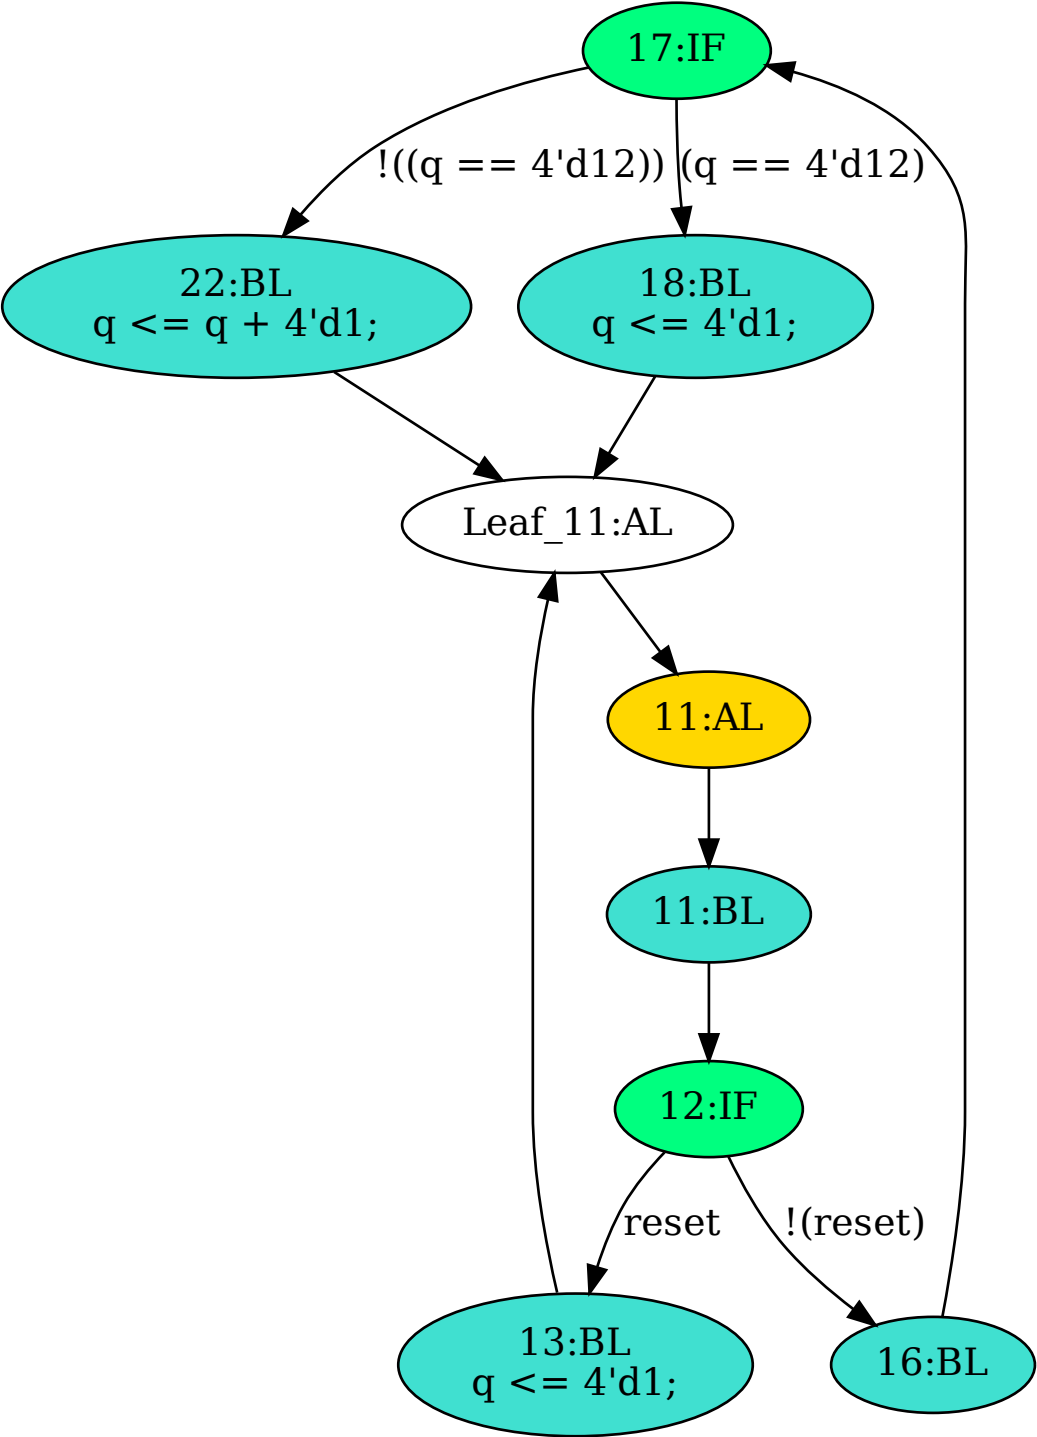 17:IF
!((q == 4'd12))
(q == 4'd12)
22:BL
q <= q + 4'd1;
18:BL
q <= 4'd1;
Leaf_11:AL
11:AL
11:BL
12:IF
reset
!(reset)
13:BL
q <= 4'd1;
16:BL